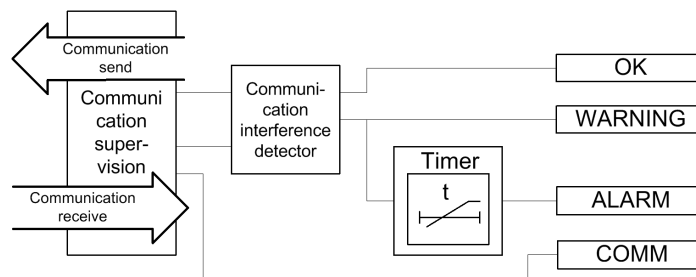 Communication
send
Communi
cation
super-
vision
Communication
receive
Communi-
cation
interference
detector
Timer
t
OK
WARNING
ALARM
COMM